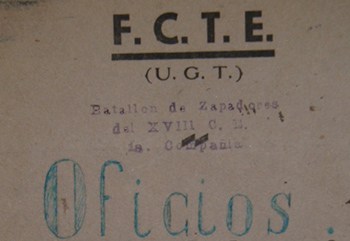 F. C. T. E.
(U. G. T.)
Batallon de Zapadores
del XVIII C. E.
1a. Compañia
Oficios.